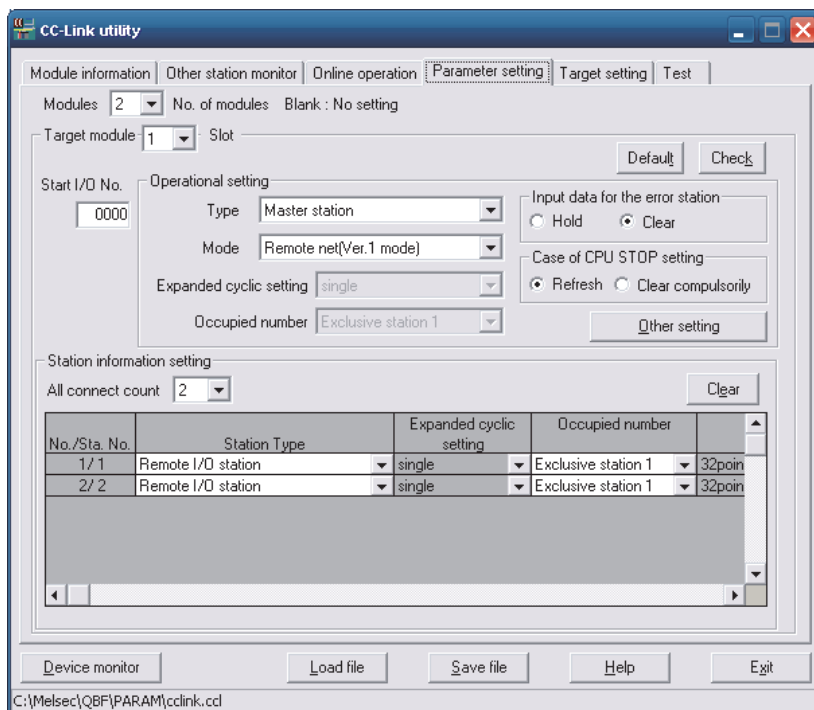 CC-Link utility
Module information Other station monitor Online operation Parameter setting Target setting Test
Modules 2 No. of modules Blank : No setting
Target module 1 Slot
Default Check
Start I/O No.
0000
Operational setting
Type Master station
Mode Remote net(Ver.1 mode)
Expanded cyclic setting single
Occupied number Exclusive station 1
Input data for the error station
Hold Clear
Case of CPU STOP setting
Refresh Clear compulsorily
Other setting
Station information setting
All connect count 2 Clear
No./Sta. No. Station Type Expanded cyclic setting Occupied number
1/ 1 Remote I/O station single Exclusive station 1 32poin
2/ 2 Remote I/O station single Exclusive station 1 32poin
Device monitor Load file Save file Help Exit
C:\Melsec\QBF\PARAM\cclink.ccl